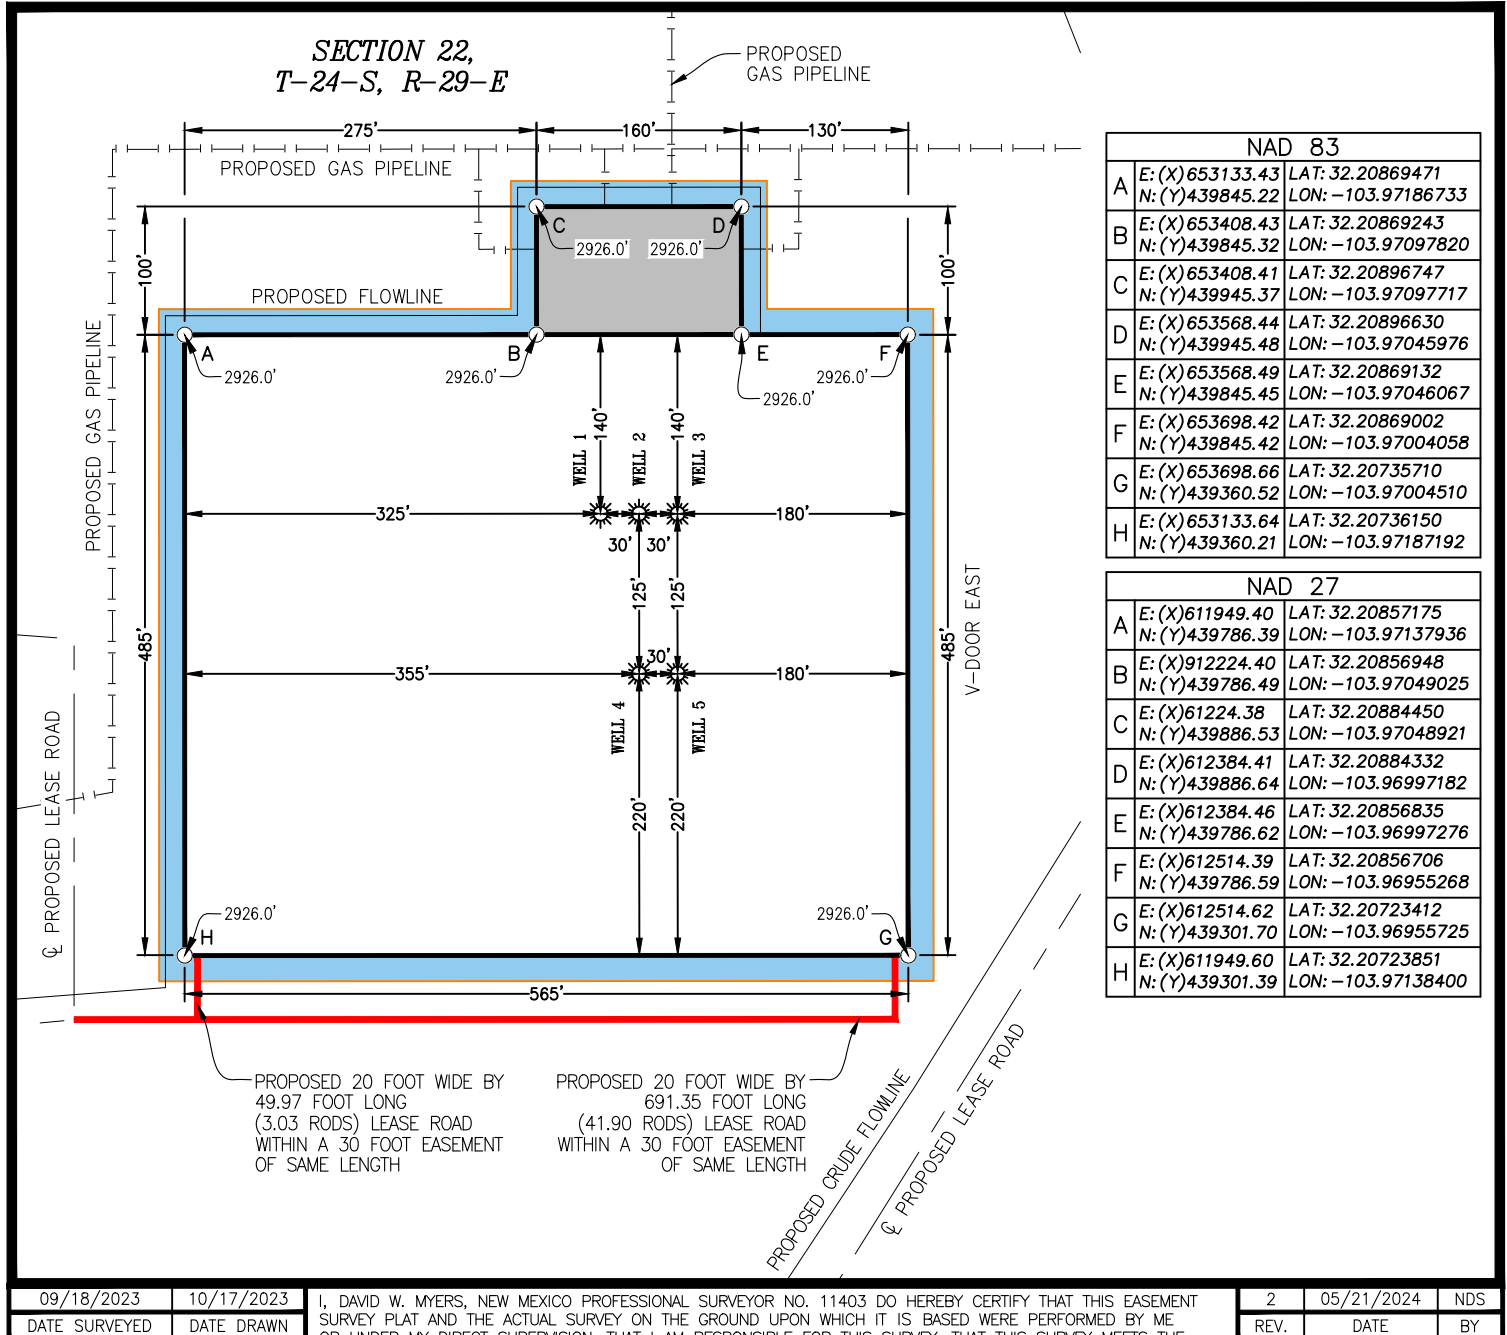 SECTION 22,
T-24-S, R-29-E
PROPOSED
GAS PIPELINE
275'
160'
130'
PROPOSED GAS PIPELINE
C
D
2926.0'
2926.0'
100'
100'
PROPOSED FLOWLINE
A
B
E
F
2926.0'
2926.0'
2926.0'
2926.0'
PROPOSED GAS PIPELINE
140'
140'
WELL 1
WELL 2
WELL 3
325'
180'
30'
30'
125'
125'
485'
485'
V-DOOR EAST
355'
30'
180'
WELL 4
WELL 5
220'
220'
℄ PROPOSED LEASE ROAD
2926.0'
2926.0'
H
G
565'
PROPOSED 20 FOOT WIDE BY
49.97 FOOT LONG
(3.03 RODS) LEASE ROAD
WITHIN A 30 FOOT EASEMENT
OF SAME LENGTH
PROPOSED 20 FOOT WIDE BY
691.35 FOOT LONG
(41.90 RODS) LEASE ROAD
WITHIN A 30 FOOT EASEMENT
OF SAME LENGTH
PROPOSED CRUDE FLOWLINE
℄ PROPOSED LEASE ROAD
NAD 83
A E:(X)653133.43 LAT:32.20869471
N:(Y)439845.22 LON:-103.97186733
B E:(X)653408.43 LAT:32.20869243
N:(Y)439845.32 LON:-103.97097820
C E:(X)653408.41 LAT:32.20896747
N:(Y)439945.37 LON:-103.97097717
D E:(X)653568.44 LAT:32.20896630
N:(Y)439945.48 LON:-103.97045976
E E:(X)653568.49 LAT:32.20869132
N:(Y)439845.45 LON:-103.97046067
F E:(X)653698.42 LAT:32.20869002
N:(Y)439845.42 LON:-103.97004058
G E:(X)653698.66 LAT:32.20735710
N:(Y)439360.52 LON:-103.97004510
H E:(X)653133.64 LAT:32.20736150
N:(Y)439360.21 LON:-103.97187192
NAD 27
A E:(X)611949.40 LAT:32.20857175
N:(Y)439786.39 LON:-103.97137936
B E:(X)912224.40 LAT:32.20856948
N:(Y)439786.49 LON:-103.97049025
C E:(X)61224.38 LAT:32.20884450
N:(Y)439886.53 LON:-103.97048921
D E:(X)612384.41 LAT:32.20884332
N:(Y)439886.64 LON:-103.96997182
E E:(X)612384.46 LAT:32.20856835
N:(Y)439786.62 LON:-103.96997276
F E:(X)612514.39 LAT:32.20856706
N:(Y)439786.59 LON:-103.96955268
G E:(X)612514.62 LAT:32.20723412
N:(Y)439301.70 LON:-103.96955725
H E:(X)611949.60 LAT:32.20723851
N:(Y)439301.39 LON:-103.97138400
09/18/2023 10/17/2023
DATE SURVEYED DATE DRAWN
I, DAVID W. MYERS, NEW MEXICO PROFESSIONAL SURVEYOR NO. 11403 DO HEREBY CERTIFY THAT THIS EASEMENT
SURVEY PLAT AND THE ACTUAL SURVEY ON THE GROUND UPON WHICH IT IS BASED WERE PERFORMED BY ME
OR UNDER MY DIRECT SUPERVISION; THAT I AM RESPONSIBLE FOR THIS SURVEY; THAT THIS SURVEY MEETS THE
2 05/21/2024 NDS
REV. DATE BY